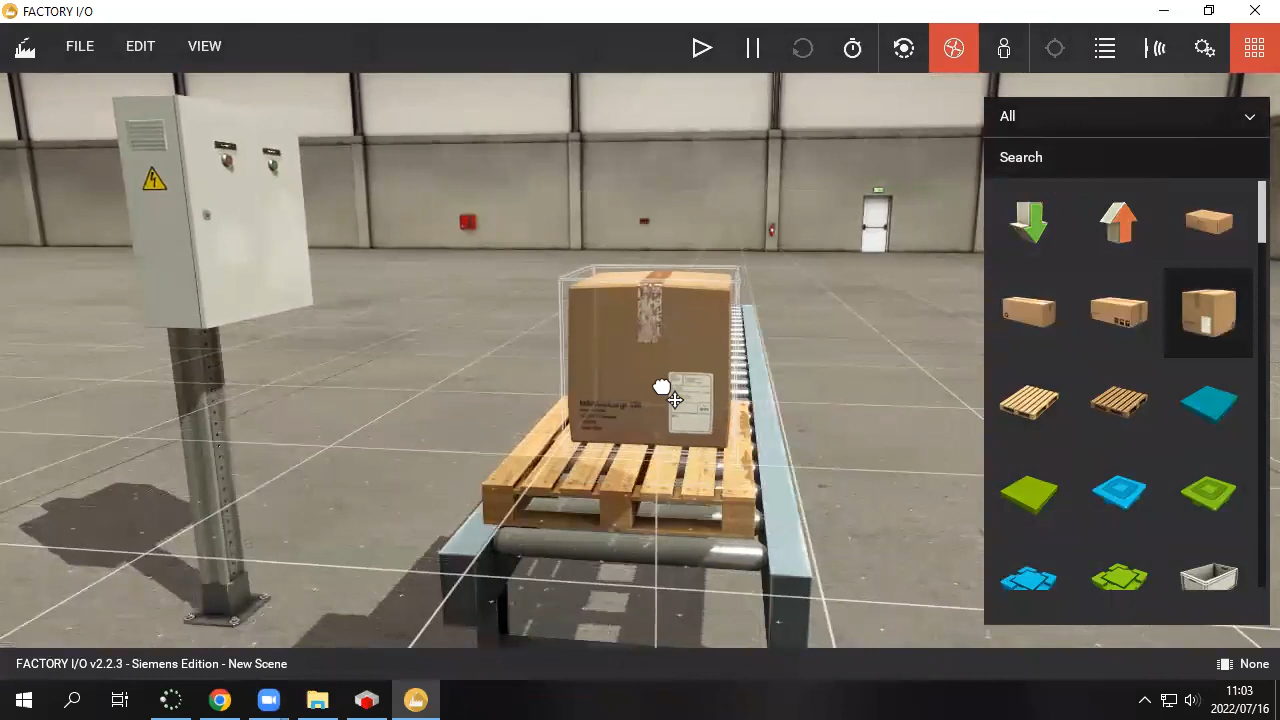 FACTORY I/O
FILE EDIT VIEW
All
Search
FACTORY I/O v2.2.3 - Siemens Edition - New Scene
None
11:03
2022/07/16